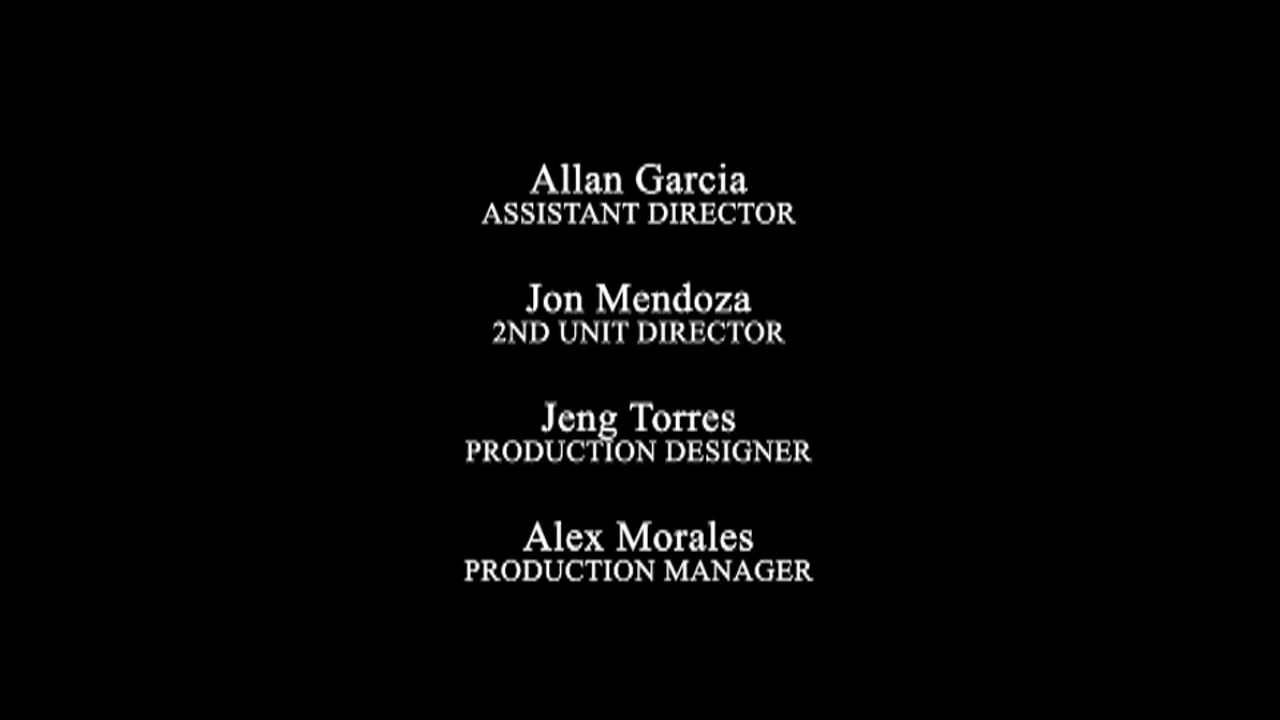 Allan Garcia
ASSISTANT DIRECTOR
Jon Mendoza
2ND UNIT DIRECTOR
Jeng Torres
PRODUCTION DESIGNER
Alex Morales
PRODUCTION MANAGER